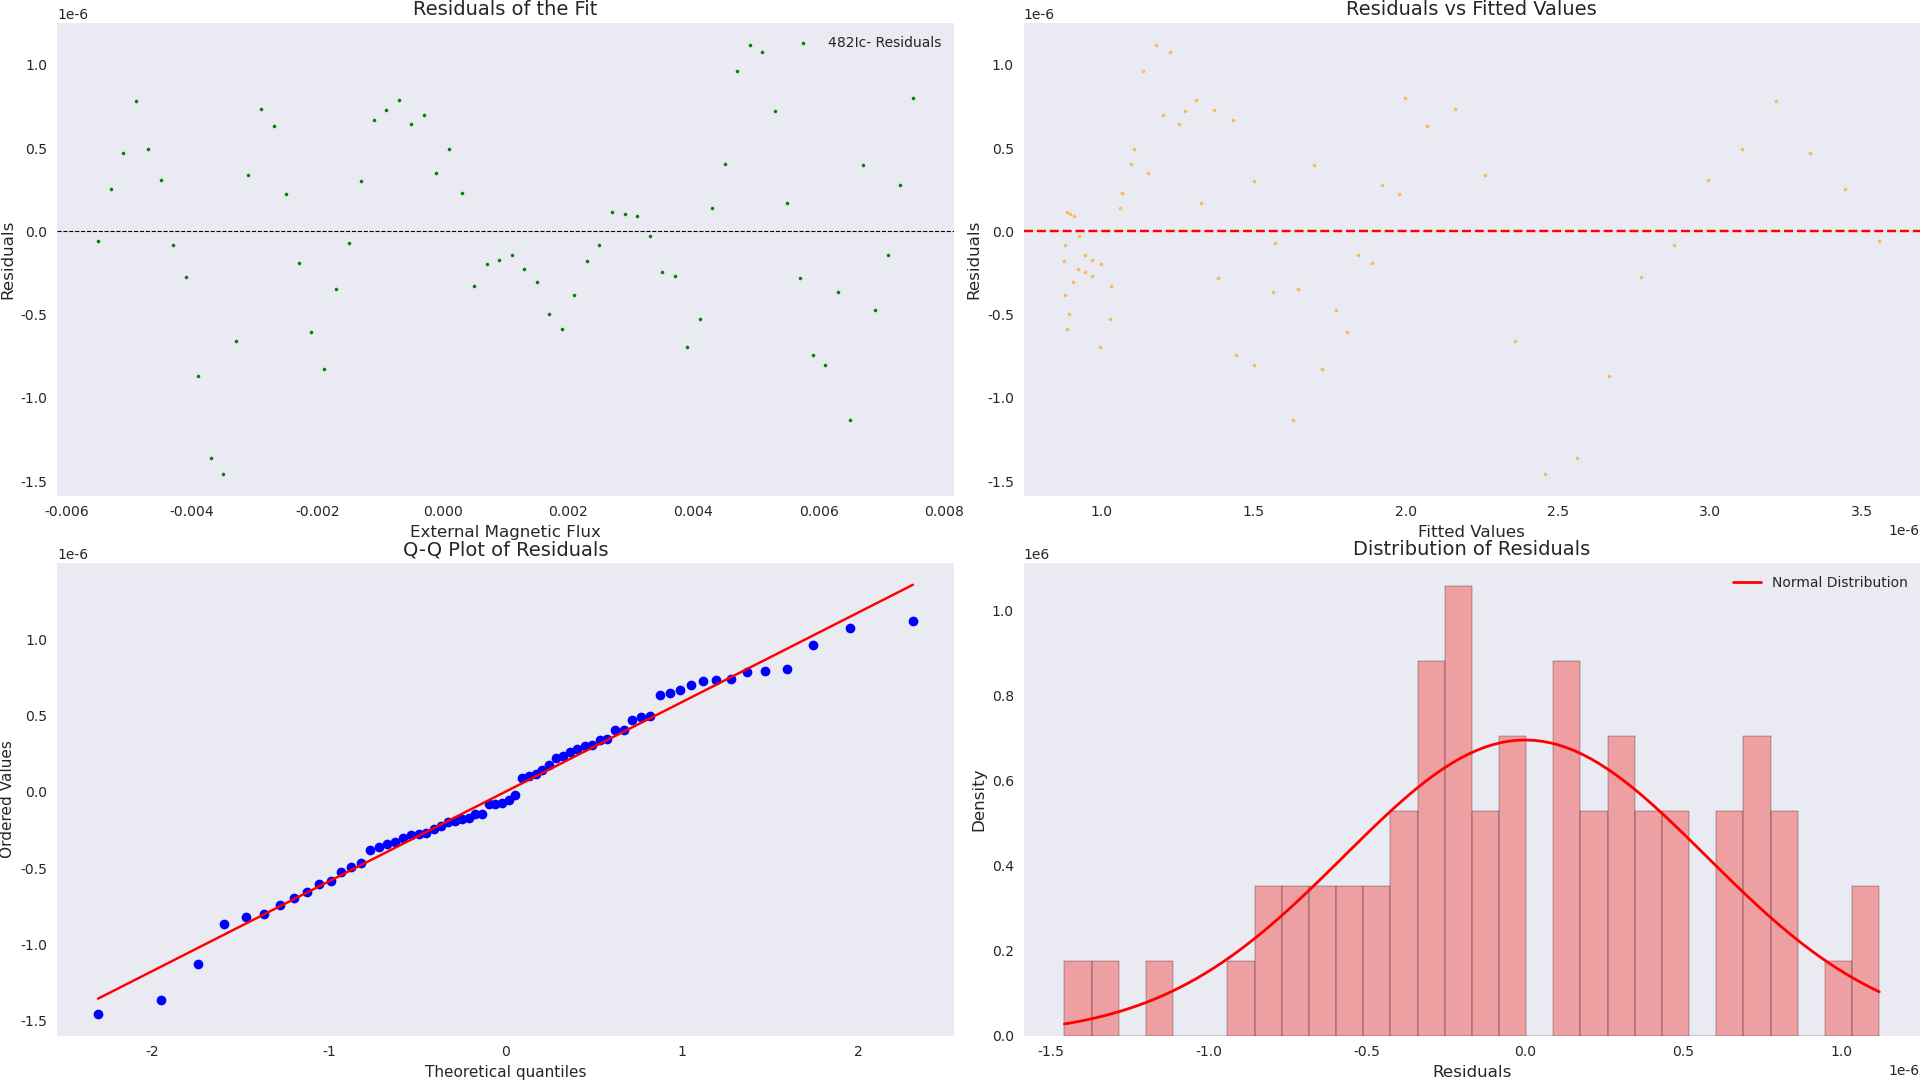 Residuals of the Fit
1e-6
482Ic- Residuals
1.0
0.5
0.0
-0.5
-1.0
-1.5
Residuals
-0.006 -0.004 -0.002 0.000 0.002 0.004 0.006 0.008
External Magnetic Flux
Residuals vs Fitted Values
1e-6
1.0
0.5
0.0
-0.5
-1.0
-1.5
Residuals
1.0 1.5 2.0 2.5 3.0 3.5
Fitted Values
1e-6
Q-Q Plot of Residuals
1e-6
1.0
0.5
0.0
-0.5
-1.0
-1.5
Ordered Values
-2 -1 0 1 2
Theoretical quantiles
Distribution of Residuals
1e6
Normal Distribution
1.0
0.8
0.6
0.4
0.2
0.0
Density
-1.5 -1.0 -0.5 0.0 0.5 1.0
Residuals
1e-6